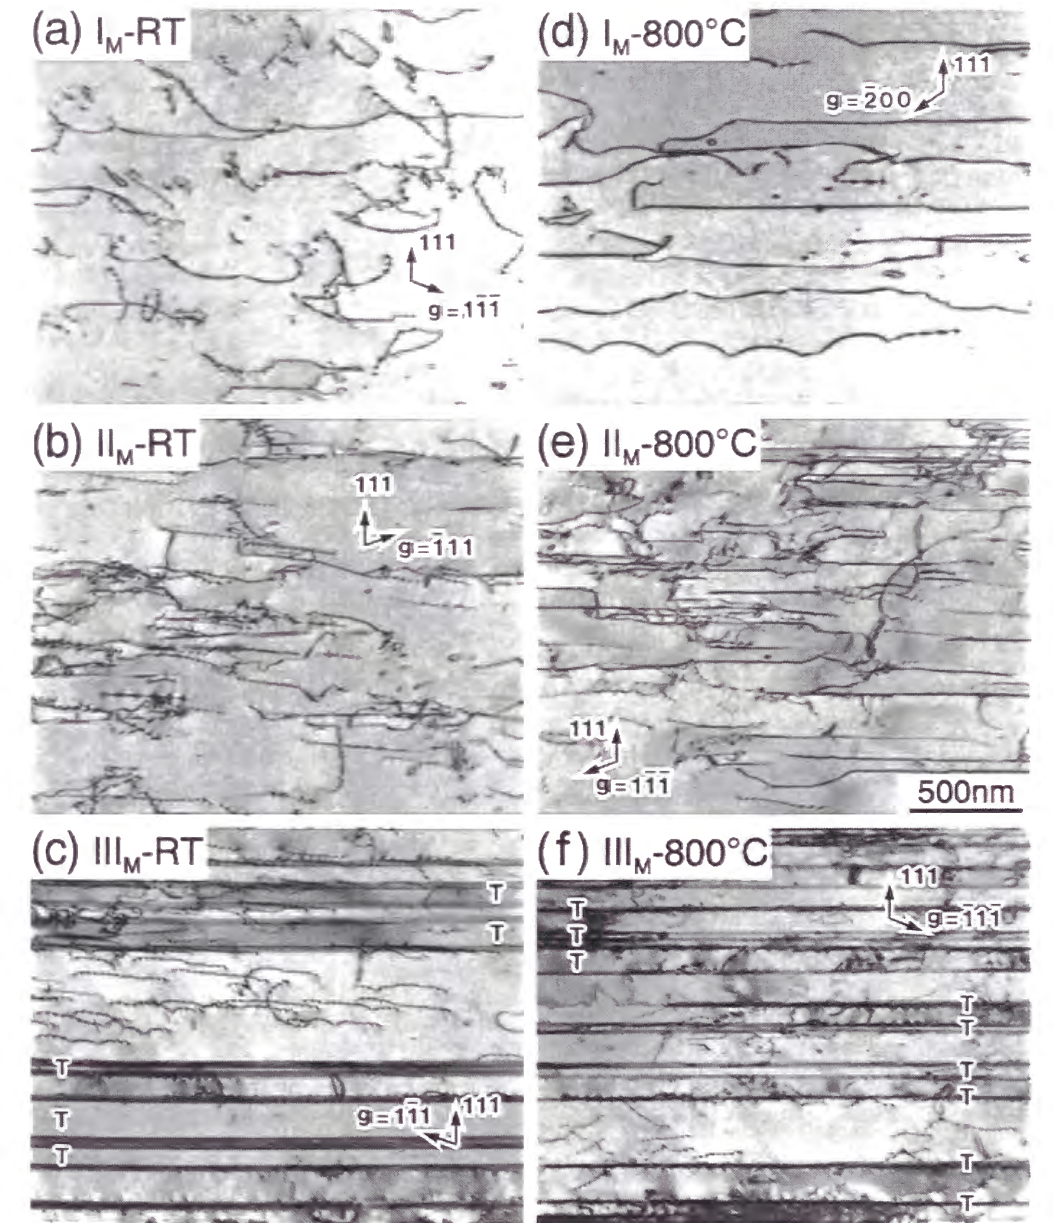 (a) I_M-RT
111
g=11̄1̄
(d) I_M-800°C
111
g=2̄00
(b) II_M-RT
111
g=1̄11
(e) II_M-800°C
111
g=11̄1̄
500nm
(c) III_M-RT
T
T
T
g=11̄1
111
T
T
(f) III_M-800°C
111
T
g=1̄11̄
T
T
T
T
T
T
T
T